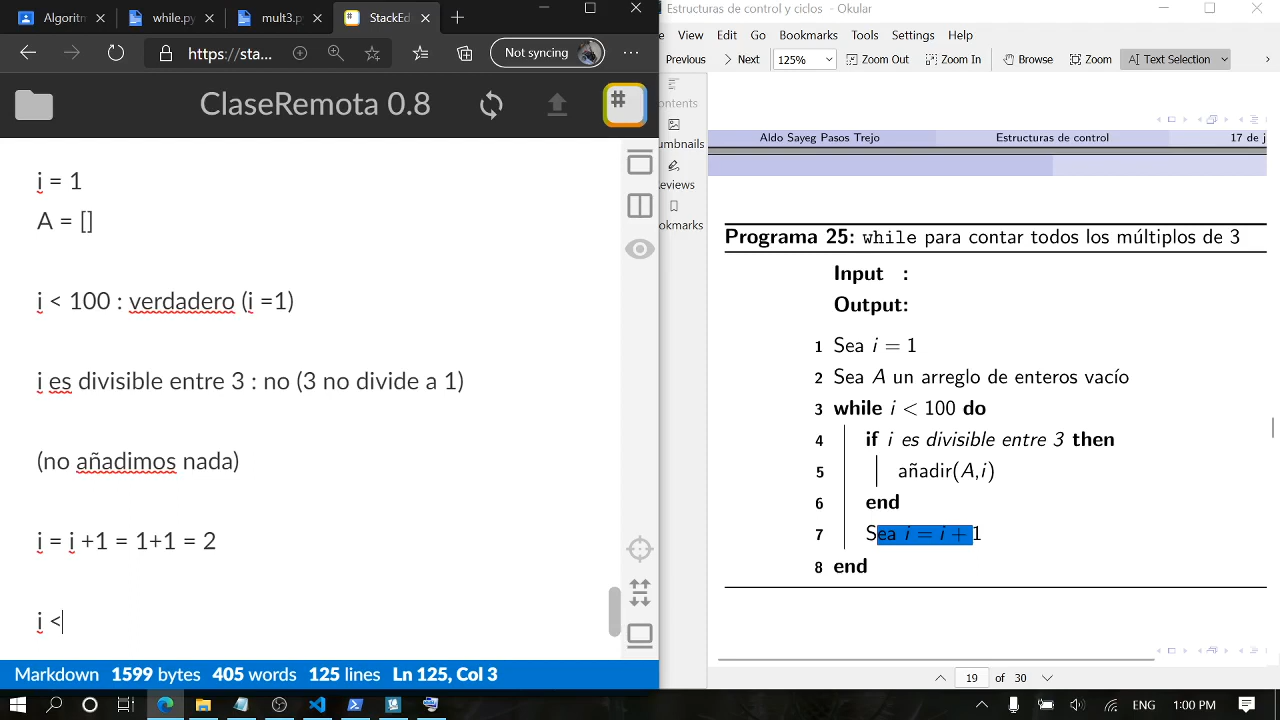 Algorit
while.py
mult3.p
StackEd
https://sta...
Not syncing
ClaseRemota 0.8
i = 1
A = []
i < 100 : verdadero (i =1)
i es divisible entre 3 : no (3 no divide a 1)
(no añadimos nada)
i = i +1 = 1+1 = 2
i <
Markdown 1599 bytes 405 words 125 lines Ln 125, Col 3
Estructuras de control y ciclos - Okular
e View Edit Go Bookmarks Tools Settings Help
Previous Next 125% Zoom Out Zoom In Browse Zoom Text Selection
ontents
umbnails
eviews
okmarks
Aldo Sayeg Pasos Trejo Estructuras de control 17 de j
Programa 25: while para contar todos los múltiplos de 3
Input :
Output:
1 Sea i = 1
2 Sea A un arreglo de enteros vacío
3 while i < 100 do
4 if i es divisible entre 3 then
5 añadir(A,i)
6 end
7 Sea i = i + 1
8 end
19 of 30
ENG 1:00 PM